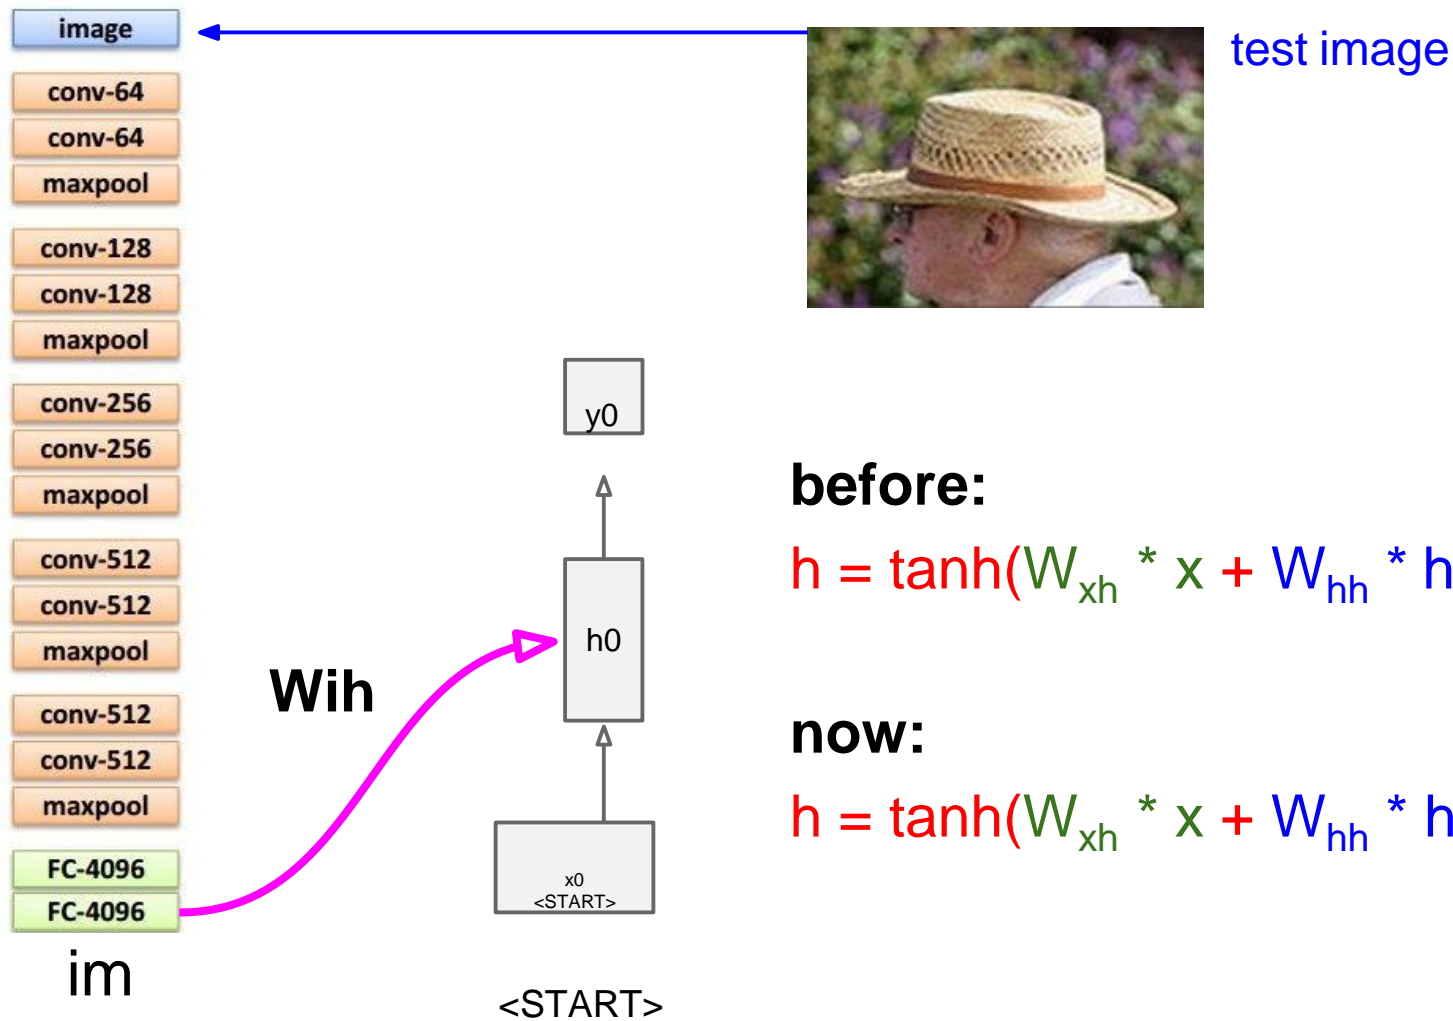 image
conv-64
conv-64
maxpool
conv-128
conv-128
maxpool
conv-256
conv-256
maxpool
conv-512
conv-512
maxpool
conv-512
conv-512
maxpool
FC-4096
FC-4096
im
test image
y0
h0
Wih
x0
<START>
<START>
before:
h = tanh(Wxh * x + Whh * h
now:
h = tanh(Wxh * x + Whh * h